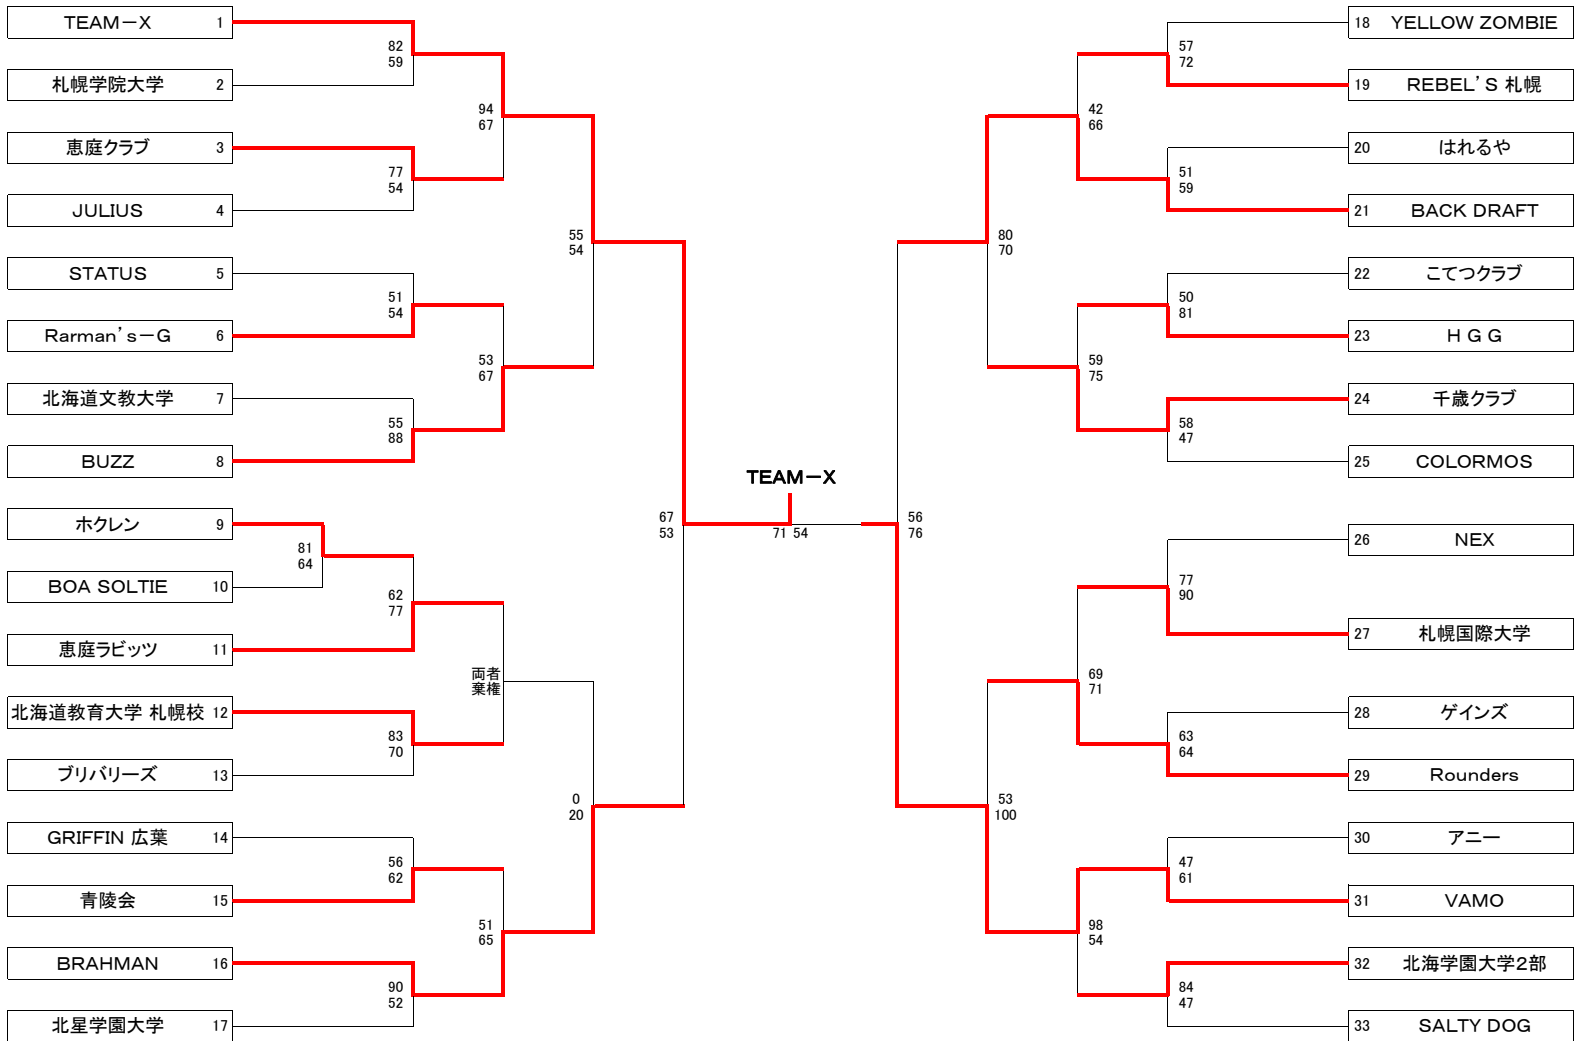 TEAM－X 1
82
59
札幌学院大学 2
94
67
恵庭クラブ 3
77
54
JULIUS 4
55
54
STATUS 5
51
54
Rarman's－G 6
53
67
北海道文教大学 7
55
88
BUZZ 8
ホクレン 9
81
64
BOA SOLTIE 10
62
77
恵庭ラビッツ 11
両者
棄権
北海道教育大学 札幌校 12
83
70
ブリバリーズ 13
0
20
GRIFFIN 広葉 14
56
62
青陵会 15
51
65
BRAHMAN 16
90
52
北星学園大学 17
67
53
TEAM－X
71 54
56
76
18 YELLOW ZOMBIE
57
72
19 REBEL'S 札幌
42
66
20 はれるや
51
59
21 BACK DRAFT
80
70
22 こてつクラブ
50
81
23 H G G
59
75
24 千歳クラブ
58
47
25 COLORMOS
26 NEX
77
90
27 札幌国際大学
69
71
28 ゲインズ
63
64
29 Rounders
53
100
30 アニー
47
61
31 VAMO
98
54
32 北海学園大学2部
84
47
33 SALTY DOG